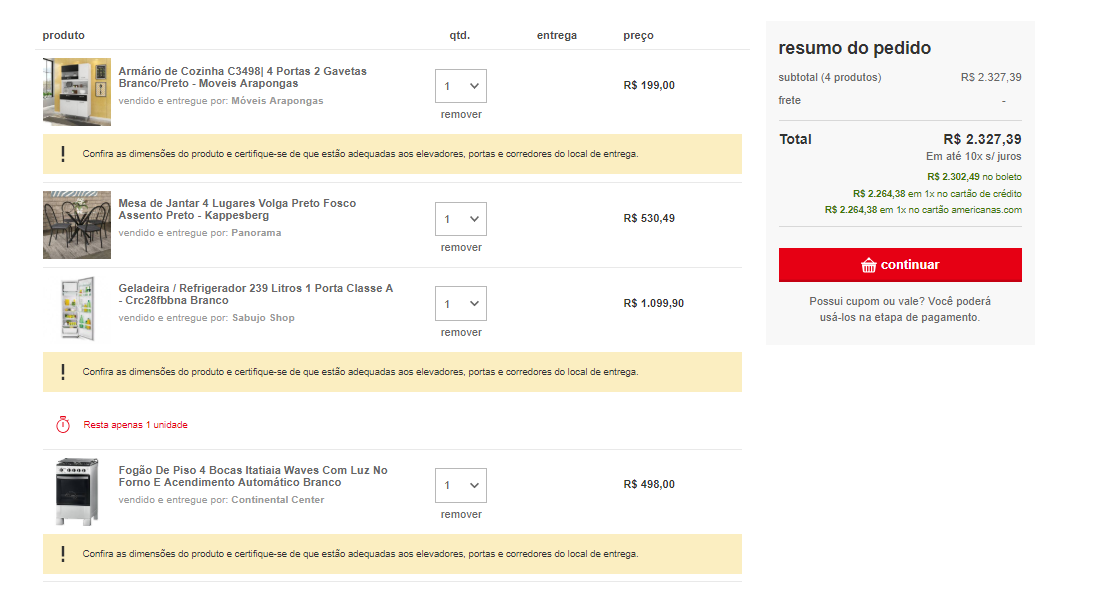 produto qtd. entrega preço
Armário de Cozinha C3498| 4 Portas 2 Gavetas
Branco/Preto - Moveis Arapongas
vendido e entregue por: Móveis Arapongas
1
remover
R$ 199,00
! Confira as dimensões do produto e certifique-se de que estão adequadas aos elevadores, portas e corredores do local de entrega.
Mesa de Jantar 4 Lugares Volga Preto Fosco
Assento Preto - Kappesberg
vendido e entregue por: Panorama
1
remover
R$ 530,49
Geladeira / Refrigerador 239 Litros 1 Porta Classe A
- Crc28fbbna Branco
vendido e entregue por: Sabujo Shop
1
remover
R$ 1.099,90
! Confira as dimensões do produto e certifique-se de que estão adequadas aos elevadores, portas e corredores do local de entrega.
Resta apenas 1 unidade
Fogão De Piso 4 Bocas Itatiaia Waves Com Luz No
Forno E Acendimento Automático Branco
vendido e entregue por: Continental Center
1
remover
R$ 498,00
! Confira as dimensões do produto e certifique-se de que estão adequadas aos elevadores, portas e corredores do local de entrega.
resumo do pedido
subtotal (4 produtos) R$ 2.327,39
frete -
Total R$ 2.327,39
Em até 10x s/ juros
R$ 2.302,49 no boleto
R$ 2.264,38 em 1x no cartão de crédito
R$ 2.264,38 em 1x no cartão americanas.com
continuar
Possui cupom ou vale? Você poderá
usá-los na etapa de pagamento.